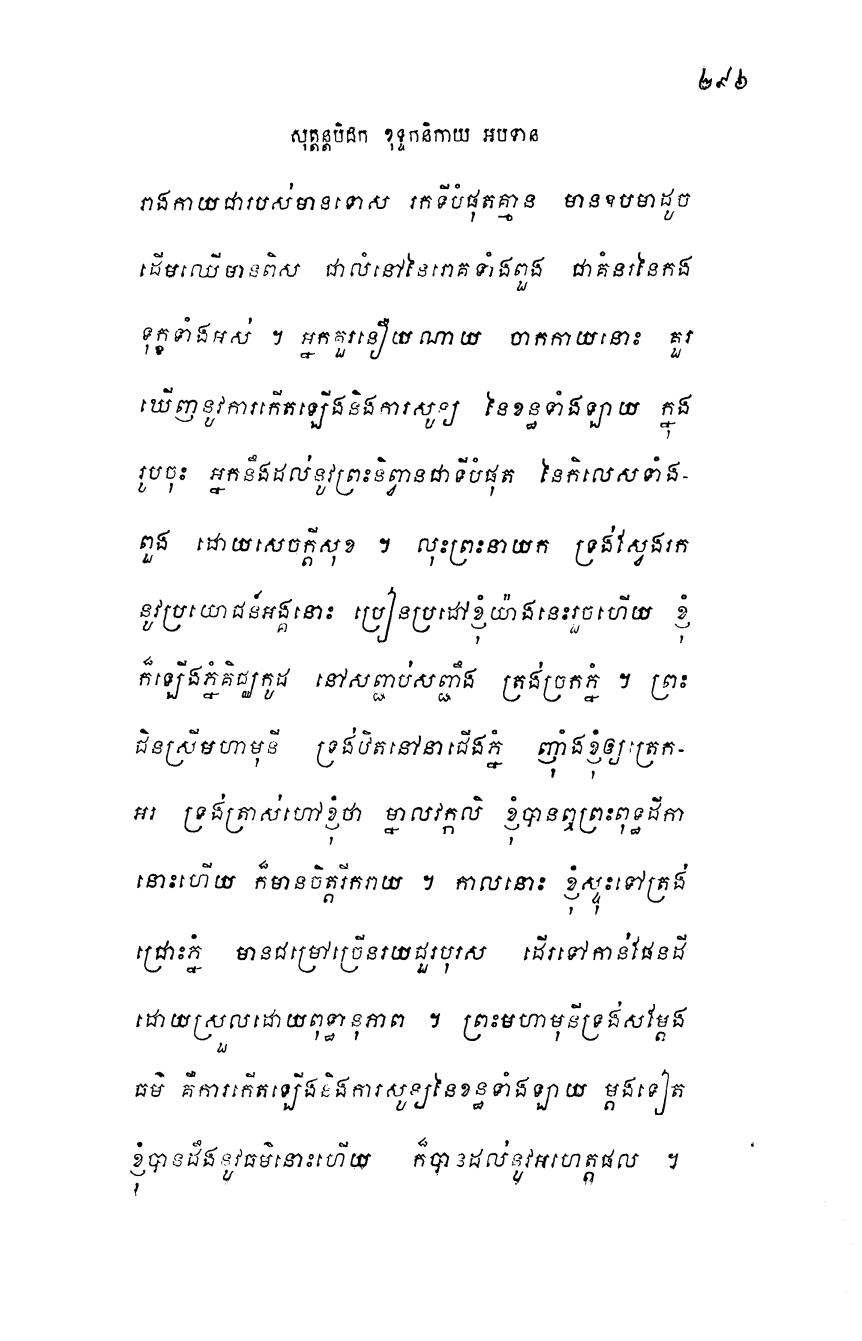 ២៩៦
សុត្តន្តបិដក ខុទ្ទកនិកាយ អបទាន
រាងកាយជារបស់មានទោស រកទីបំផុតគ្មាន មានឧបមាដូច
ដើមឈើមានពិស ជាលំនៅនៃរោគទាំងពួង ជាគំនរនៃកង
ទុក្ខទាំងអស់ ។ អ្នកគួរនឿយណាយ ចាកកាយនោះ គួរ
ឃើញនូវការកើតឡើងនិងការសូន្យ នៃខន្ធទាំងឡាយ ក្នុង
រូបចុះ អ្នកនឹងដល់នូវព្រះនិព្វានជាទីបំផុត នៃកិលេសទាំង-
ពួង ដោយសេចក្តីសុខ ។ លុះព្រះនាយក ទ្រង់ស្វែងរក
នូវប្រយោជន៍អង្គនោះ ប្រៀនប្រដៅខ្ញុំយ៉ាងនេះរួចហើយ ខ្ញុំ
ក៏ឡើងភ្នំគិជ្ឈកូដ នៅសញ្ជាប់សញ្ជឹង ត្រង់ច្រកភ្នំ ។ ព្រះ
ជិនស្រីមហាមុនី ទ្រង់ឋិតនៅនាជើងភ្នំ ញ៉ាំងខ្ញុំឲ្យត្រេក-
អរ ទ្រង់ត្រាស់ហៅខ្ញុំថា ម្នាលវក្កលិ ខ្ញុំបានឮព្រះពុទ្ធដីកា
នោះហើយ ក៏មានចិត្តរីករាយ ។ កាលនោះ ខ្ញុំស្ទុះទៅត្រង់
ជ្រោះភ្នំ មានជម្រៅច្រើនរយជួរបុរស ដើរទៅកាន់ផែនដី
ដោយស្រួលដោយពុទ្ធានុភាព ។ ព្រះមហាមុនីទ្រង់សម្តែង
ធម៌ គឺការកើតឡើងនិងការសូន្យនៃខន្ធទាំងឡាយ ម្តងទៀត
ខ្ញុំបានដឹងនូវធម៌នោះហើយ ក៏បានដល់នូវអរហត្តផល ។